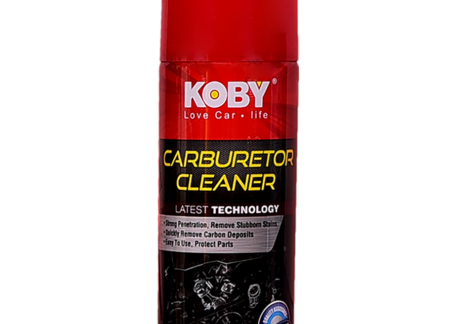 KOBY®
Love Car • life
CARBURETOR
CLEANER
LATEST TECHNOLOGY
•Strong Penetration, Remove Stubborn Stains
•Quickly Remove Carbon Deposits
•Easy To Use, Protect Parts